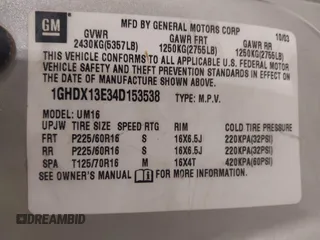 GM
MFD BY GENERAL MOTORS CORP
10/03
GVWR GAWR FRT GAWR RR
2430KG(5357LB) 1250KG(2755LB) 1250KG(2755LB)
THIS VEHICLE CONFORMS TO ALL APPLICABLE U.S. FEDERAL MOTOR
VEHICLE SAFETY, BUMPER, AND THEFT PREVENTION
STANDARDS IN EFFECT ON THE
DATE OF MANUFACTURE SHOWN ABOVE.
1GHDX13E34D153538 TYPE: M.P.V.
MODEL: UM16
UPJW TIRE SIZE SPEED RTG RIM COLD TIRE PRESSURE
FRT P225/60R16 S 16X6.5J 220KPA(32PSI)
RR P225/60R16 S 16X6.5J 220KPA(32PSI)
SPA T125/70R16 M 16X4T 420KPA(60PSI)
SEE OWNER'S MANUAL FOR ADDITIONAL INFORMATION
DREAMBID